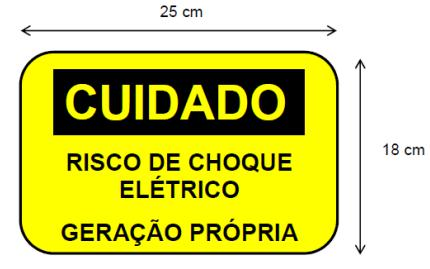 25 cm
CUIDADO
RISCO DE CHOQUE
ELÉTRICO
GERAÇÃO PRÓPRIA
18 cm